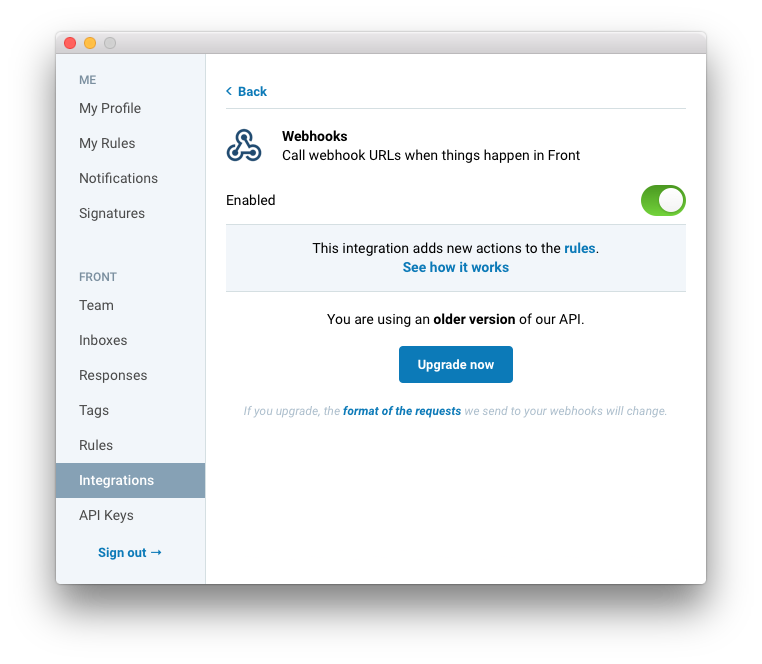 ME
My Profile
My Rules
Notifications
Signatures
FRONT
Team
Inboxes
Responses
Tags
Rules
Integrations
API Keys
Sign out →
< Back
Webhooks
Call webhook URLs when things happen in Front
Enabled
This integration adds new actions to the rules.
See how it works
You are using an older version of our API.
Upgrade now
If you upgrade, the format of the requests we send to your webhooks will change.